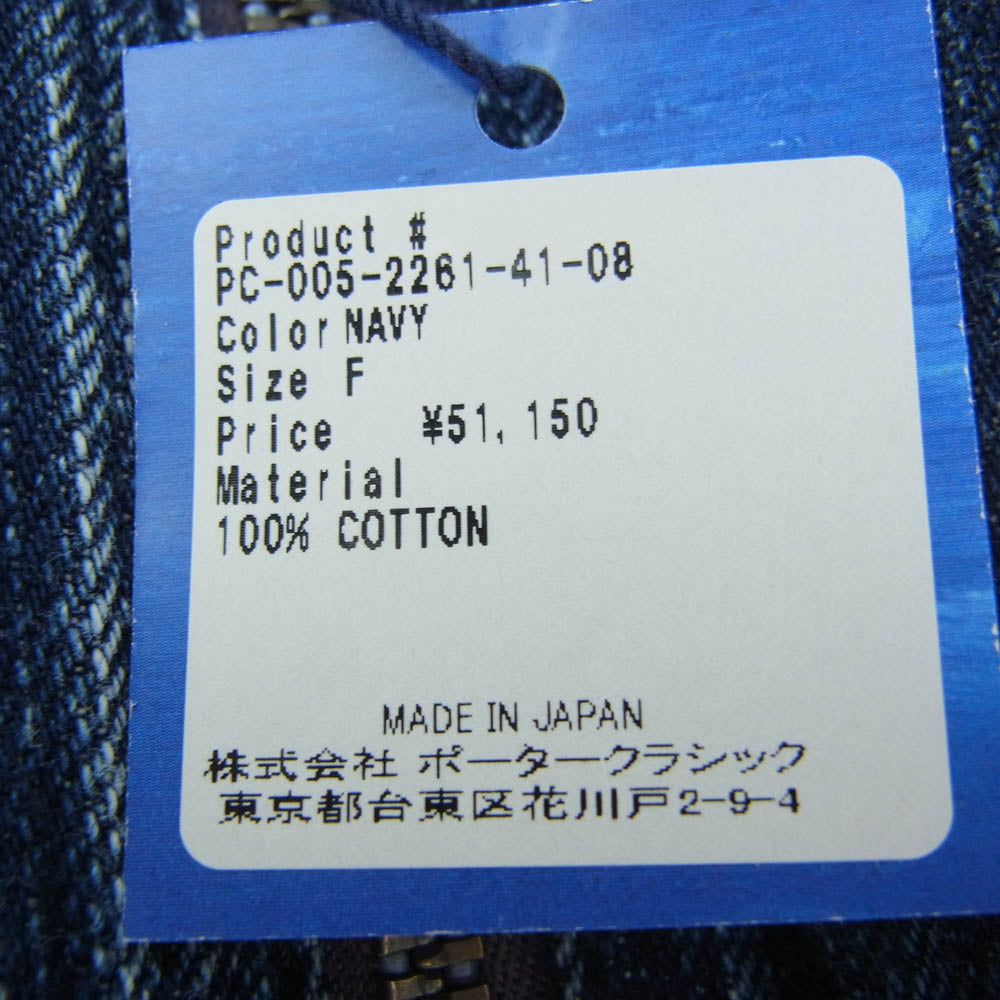 Product #
PC-005-2261-41-08
Color NAVY
Size F
Price ¥51,150
Material
100% COTTON
MADE IN JAPAN
株式会社 ポータークラシック
東京都台東区花川戸2-9-4